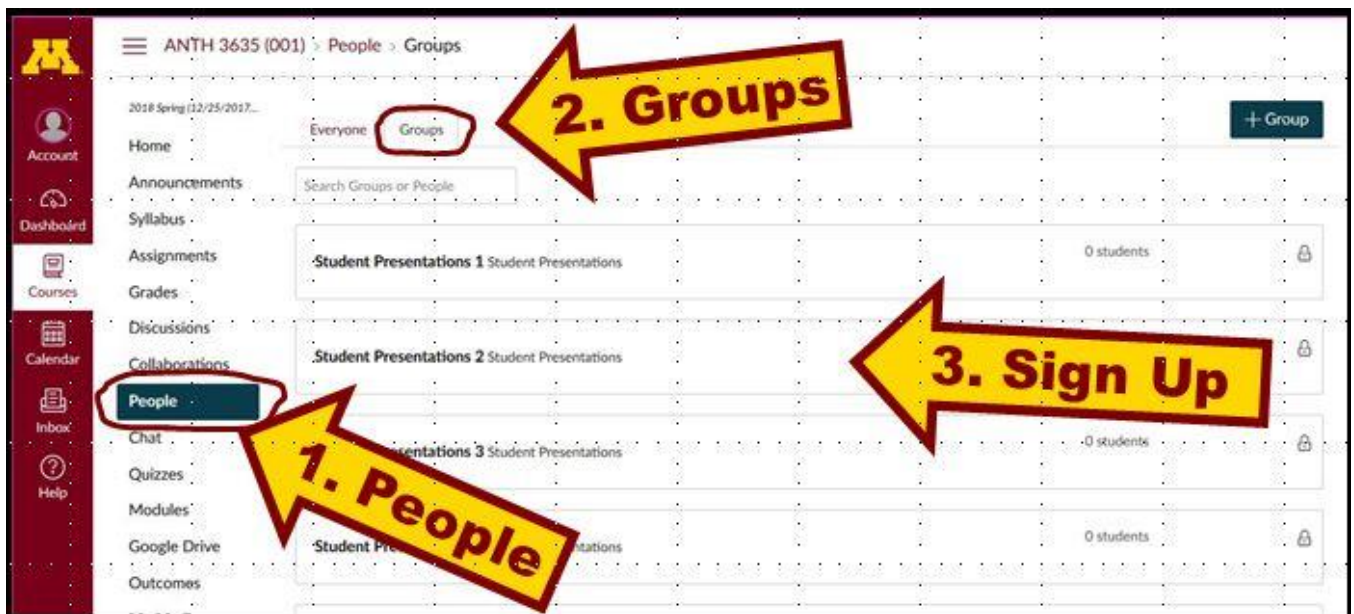 M
ANTH 3635 (001) > People > Groups
2. Groups
2018 Spring (12/25/2017...
Everyone
Groups
+ Group
Account
Home
Announcements
Search Groups or People
Dashboard
Syllabus
Assignments
Student Presentations 1 Student Presentations
0 students
Courses
Grades
Discussions
Calendar
Collaborations
Student Presentations 2 Student Presentations
3. Sign Up
People
Inbox
Chat
sentations 3 Student Presentations
0 students
1. People
Quizzes
Help
Modules
Google Drive
Student Pr
ntations
0 students
Outcomes